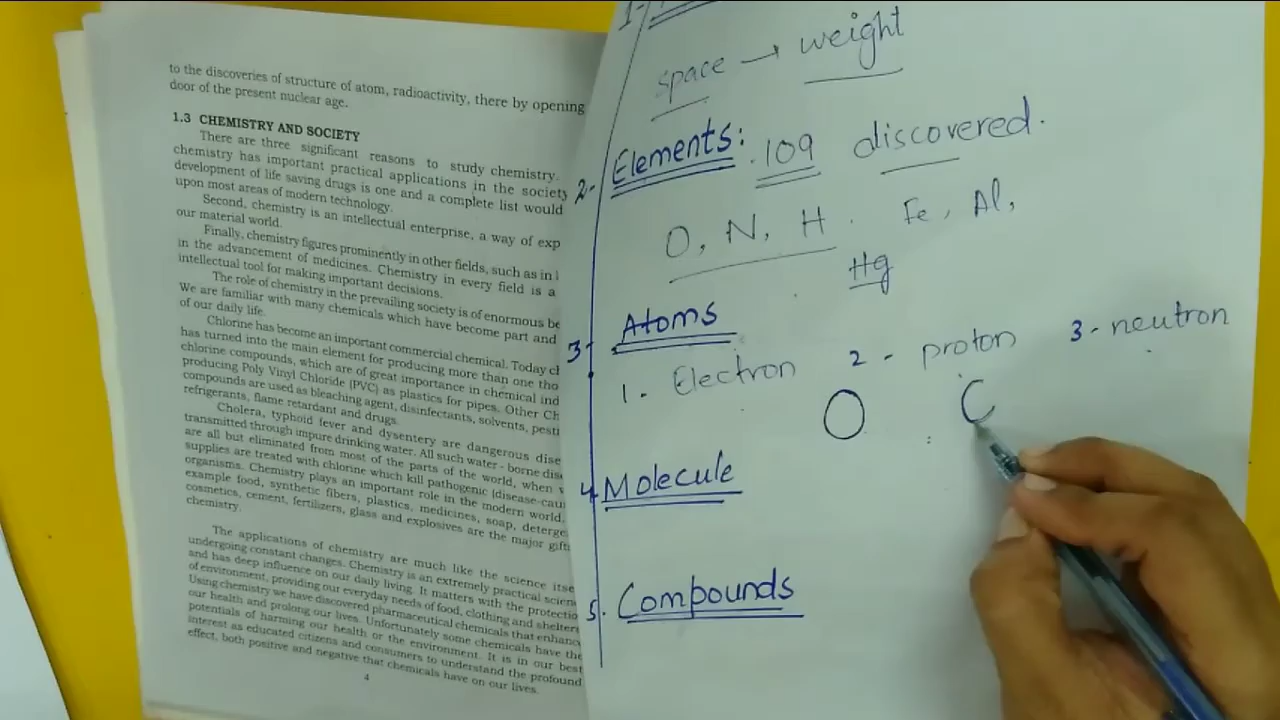 to the discoveries of structure of atom, radioactivity, there by opening
door of the present nuclear age.
1.3 CHEMISTRY AND SOCIETY
There are three significant reasons to study chemistry.
chemistry has important practical applications in the society
development of life saving drugs is one and a complete list would
upon most areas of modern technology.
Second, chemistry is an intellectual enterprise, a way of exp
our material world.
Finally, chemistry figures prominently in other fields, such as in
in the advancement of medicines. Chemistry in every field is a
intellectual tool for making important decisions.
The role of chemistry in the prevailing society is of enormous be
We are familiar with many chemicals which have become part and
of our daily life.
Chlorine has become an important commercial chemical. Today ch
has turned into the main element for producing more than one tho
chlorine compounds, which are of great importance in chemical ind
producing Poly Vinyl Chloride (PVC) as plastics for pipes. Other Ch
compounds are used as bleaching agent, disinfectants, solvents, pesti
refrigerants, flame retardant and drugs.
Cholera, typhoid fever and dysentery are dangerous dise
transmitted through impure drinking water. All such water - borne dise
are all but eliminated from most of the parts of the world, when
supplies are treated with chlorine which kill pathogenic (disease-cau
organisms. Chemistry plays an important role in the modern world,
example food, synthetic fibers, plastics, medicines, soap, deterge
cosmetics, cement, fertilizers, glass and explosives are the major gift
chemistry.
The applications of chemistry are much like the science itse
undergoing constant changes. Chemistry is an extremely practical scien
and has deep influence on our daily living. It matters with the protectio
of environment, providing our everyday needs of food, clothing and shelter
Using chemistry we have discovered pharmaceutical chemicals that enhance
our health and prolong our lives. Unfortunately some chemicals have the
potentials of harming our health or the environment. It is in our best
interest as educated citizens and consumers to understand the profound
effect, both positive and negative that chemicals have on our lives.
4
1-
space → weight
2- Elements: .109 discovered.
O, N, H. Fe, Al,
Hg
3- Atoms
1. Electron 2 - proton 3 - neutron
O C
4 Molecule
5. Compounds